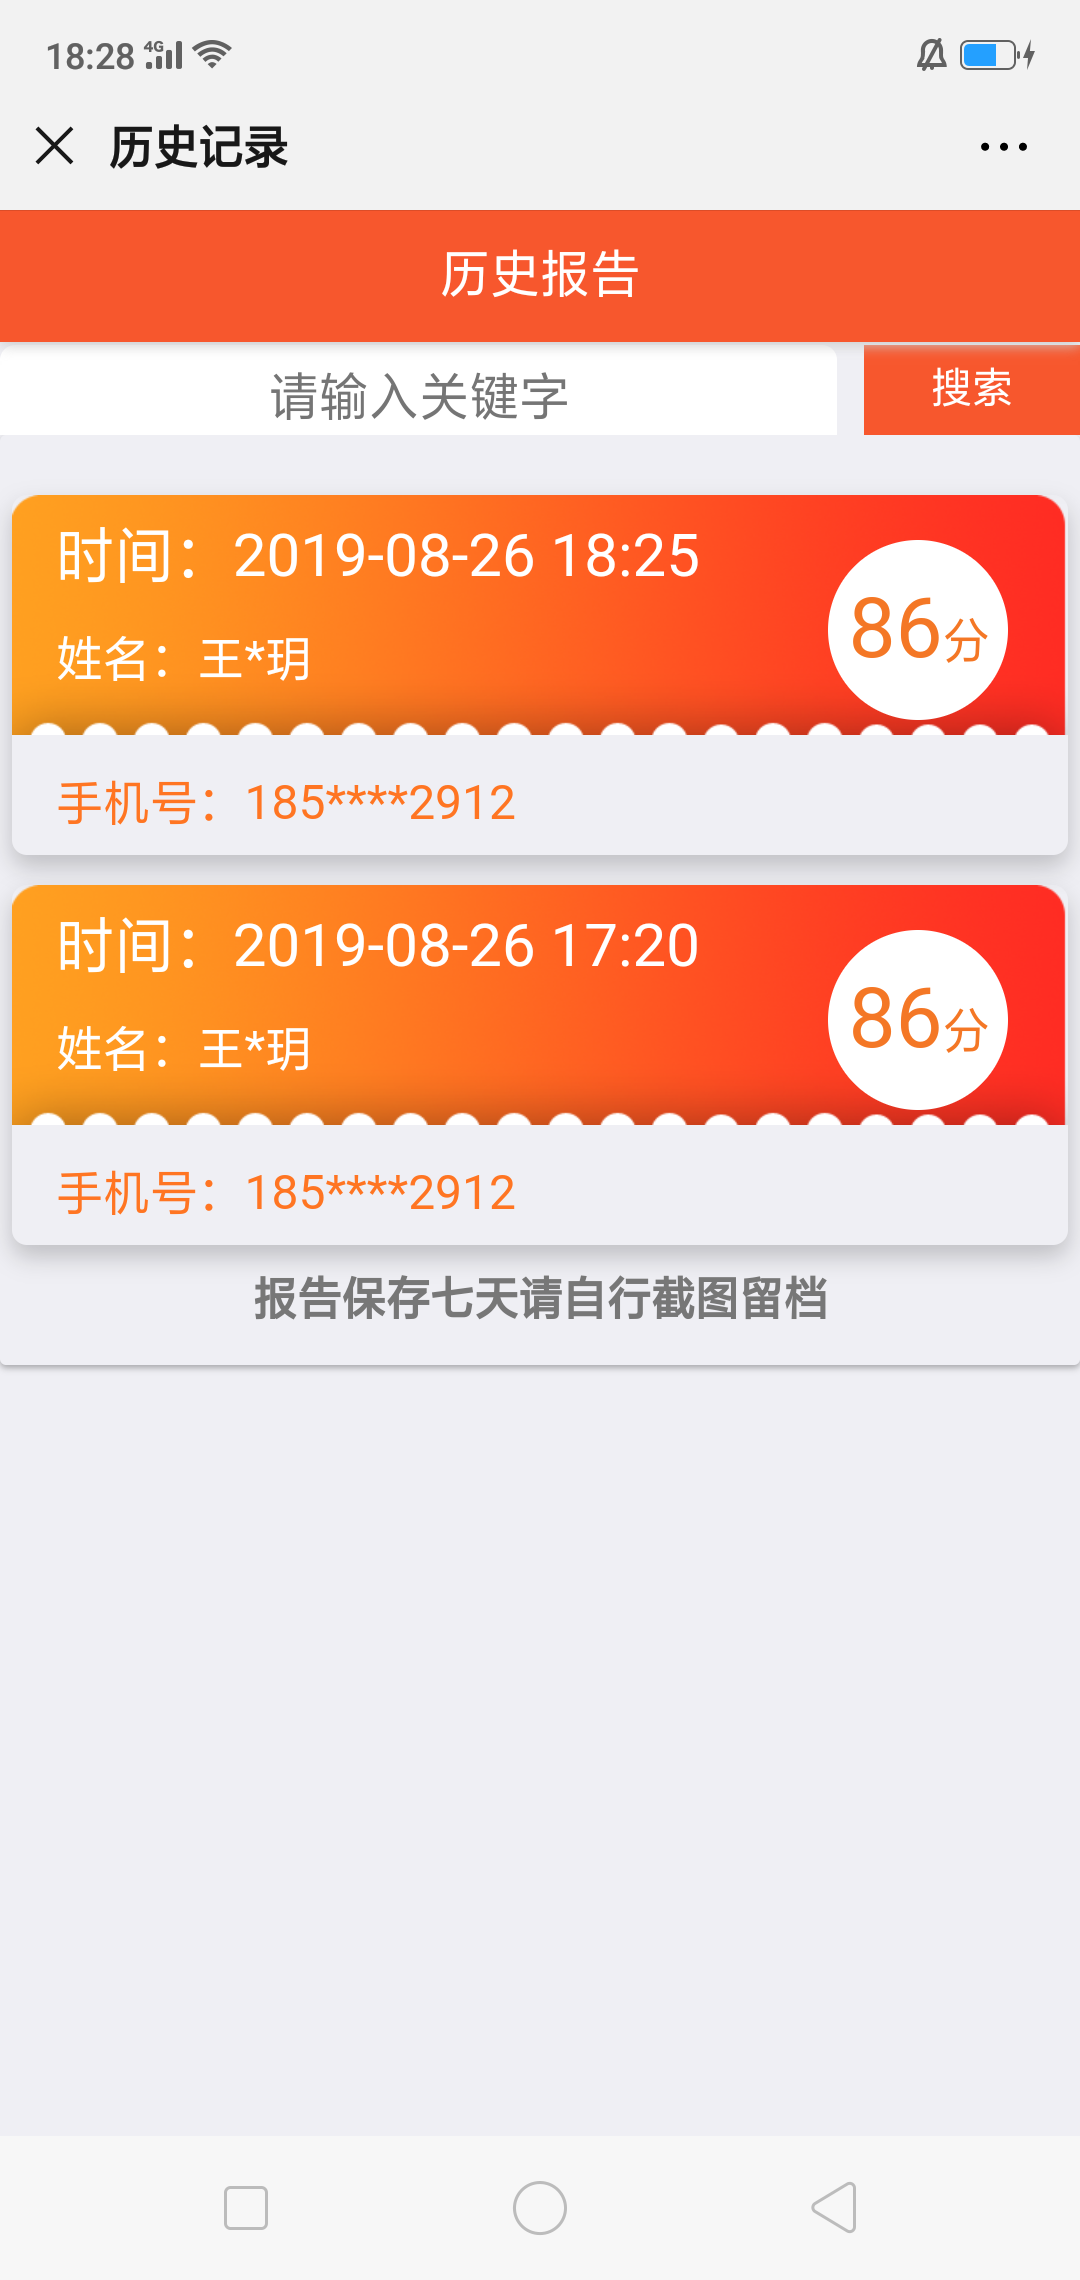 18:28 4G
历史记录
历史报告
请输入关键字
搜索
时间：2019-08-26 18:25
姓名：王*玥
86分
手机号：185****2912
时间：2019-08-26 17:20
姓名：王*玥
86分
手机号：185****2912
报告保存七天请自行截图留档